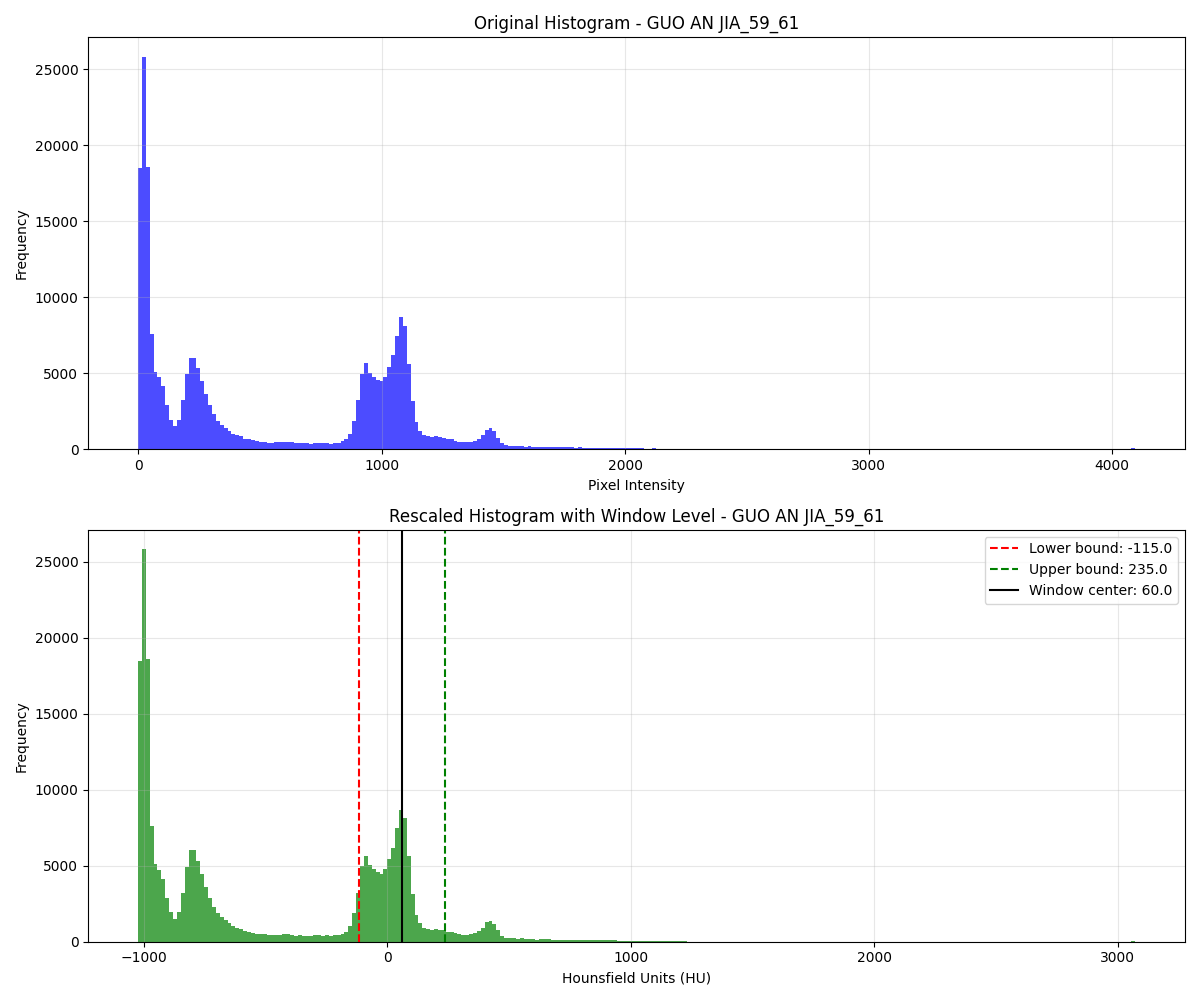 Original Histogram - GUO AN JIA_59_61
Frequency
25000
20000
15000
10000
5000
0
0 1000 2000 3000 4000
Pixel Intensity
Rescaled Histogram with Window Level - GUO AN JIA_59_61
Frequency
25000
20000
15000
10000
5000
0
Lower bound: -115.0
Upper bound: 235.0
Window center: 60.0
−1000 0 1000 2000 3000
Hounsfield Units (HU)